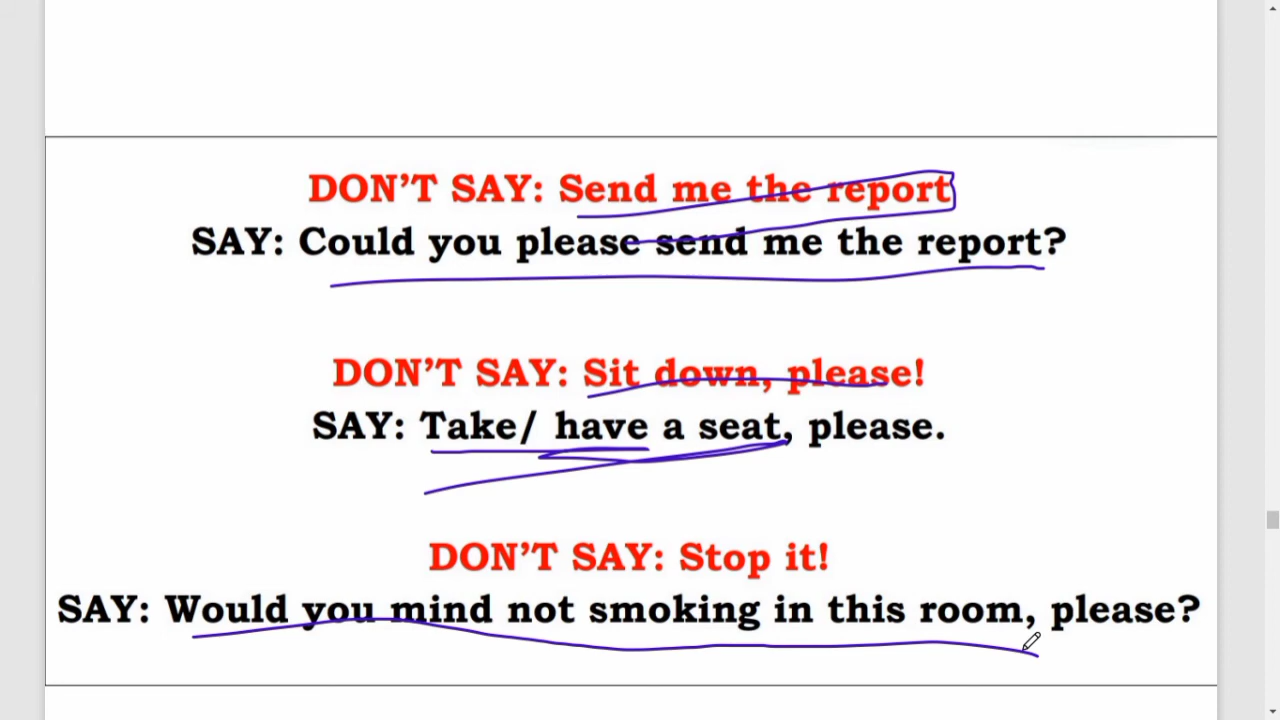 DON’T SAY: Send me the report
SAY: Could you please send me the report?
DON’T SAY: Sit down, please!
SAY: Take/ have a seat, please.
DON’T SAY: Stop it!
SAY: Would you mind not smoking in this room, please?